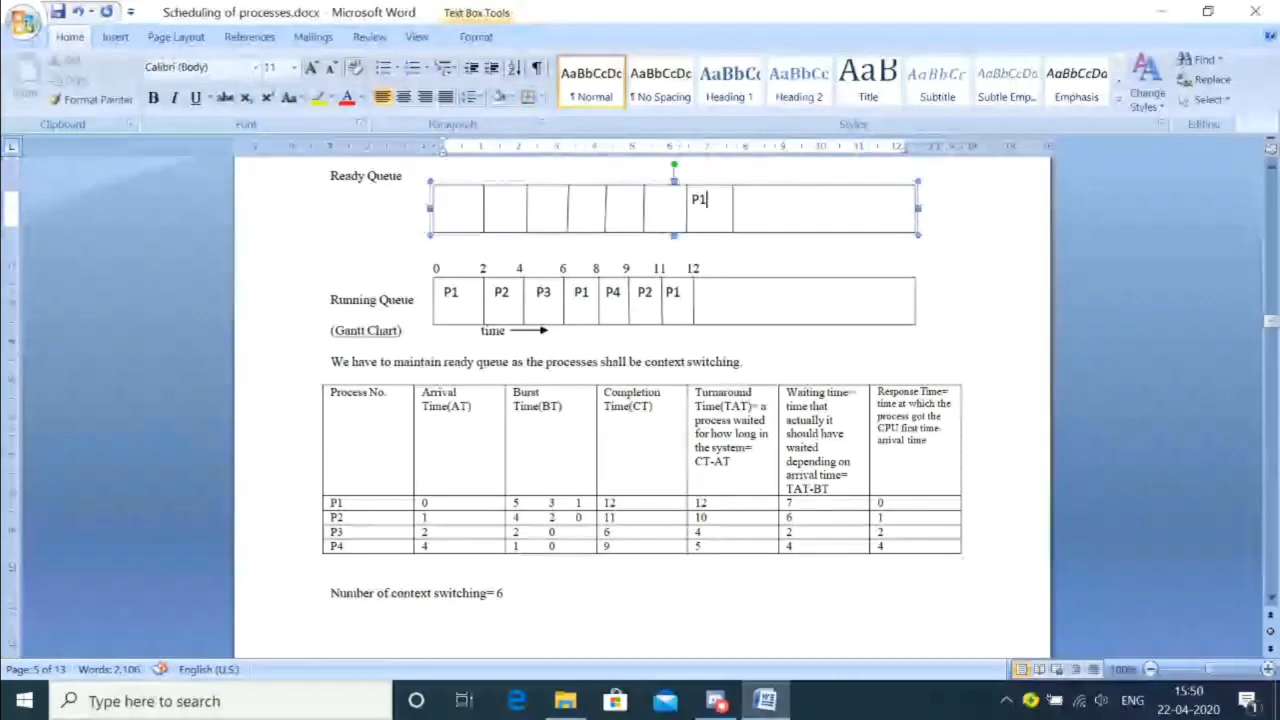 Scheduling of processes.docx - Microsoft Word
Text Box Tools
Home Insert Page Layout References Mailings Review View Format
Calibri (Body) 11
Format Painter
AaBbCcDc AaBbCcDc AaBbCc AaBbCc AaB AaBbCc AaBbCcDc AaBbCcDc
¶ Normal ¶ No Spacing Heading 1 Heading 2 Title Subtitle Subtle Emp... Emphasis
Change Styles
Find
Replace
Select
Clipboard Font Paragraph Styles Editing
Ready Queue
P1
0 2 4 6 8 9 11 12
P1 P2 P3 P1 P4 P2 P1
Running Queue
(Gantt Chart) time
We have to maintain ready queue as the processes shall be context switching.
Process No. Arrival Time(AT) Burst Time(BT) Completion Time(CT) Turnaround Time(TAT)= a process waited for how long in the system= CT-AT Waiting time= time that actually it should have waited depending on arrival time= TAT-BT Response Time= time at which the process got the CPU first time- arrival time
P1 0 5 3 1 12 12 7 0
P2 1 4 2 0 11 10 6 1
P3 2 2 0 6 4 2 2
P4 4 1 0 9 5 4 4
Number of context switching= 6
Page: 5 of 13 Words: 2,106 English (U.S.) 100%
Type here to search
ENG
15:50
22-04-2020